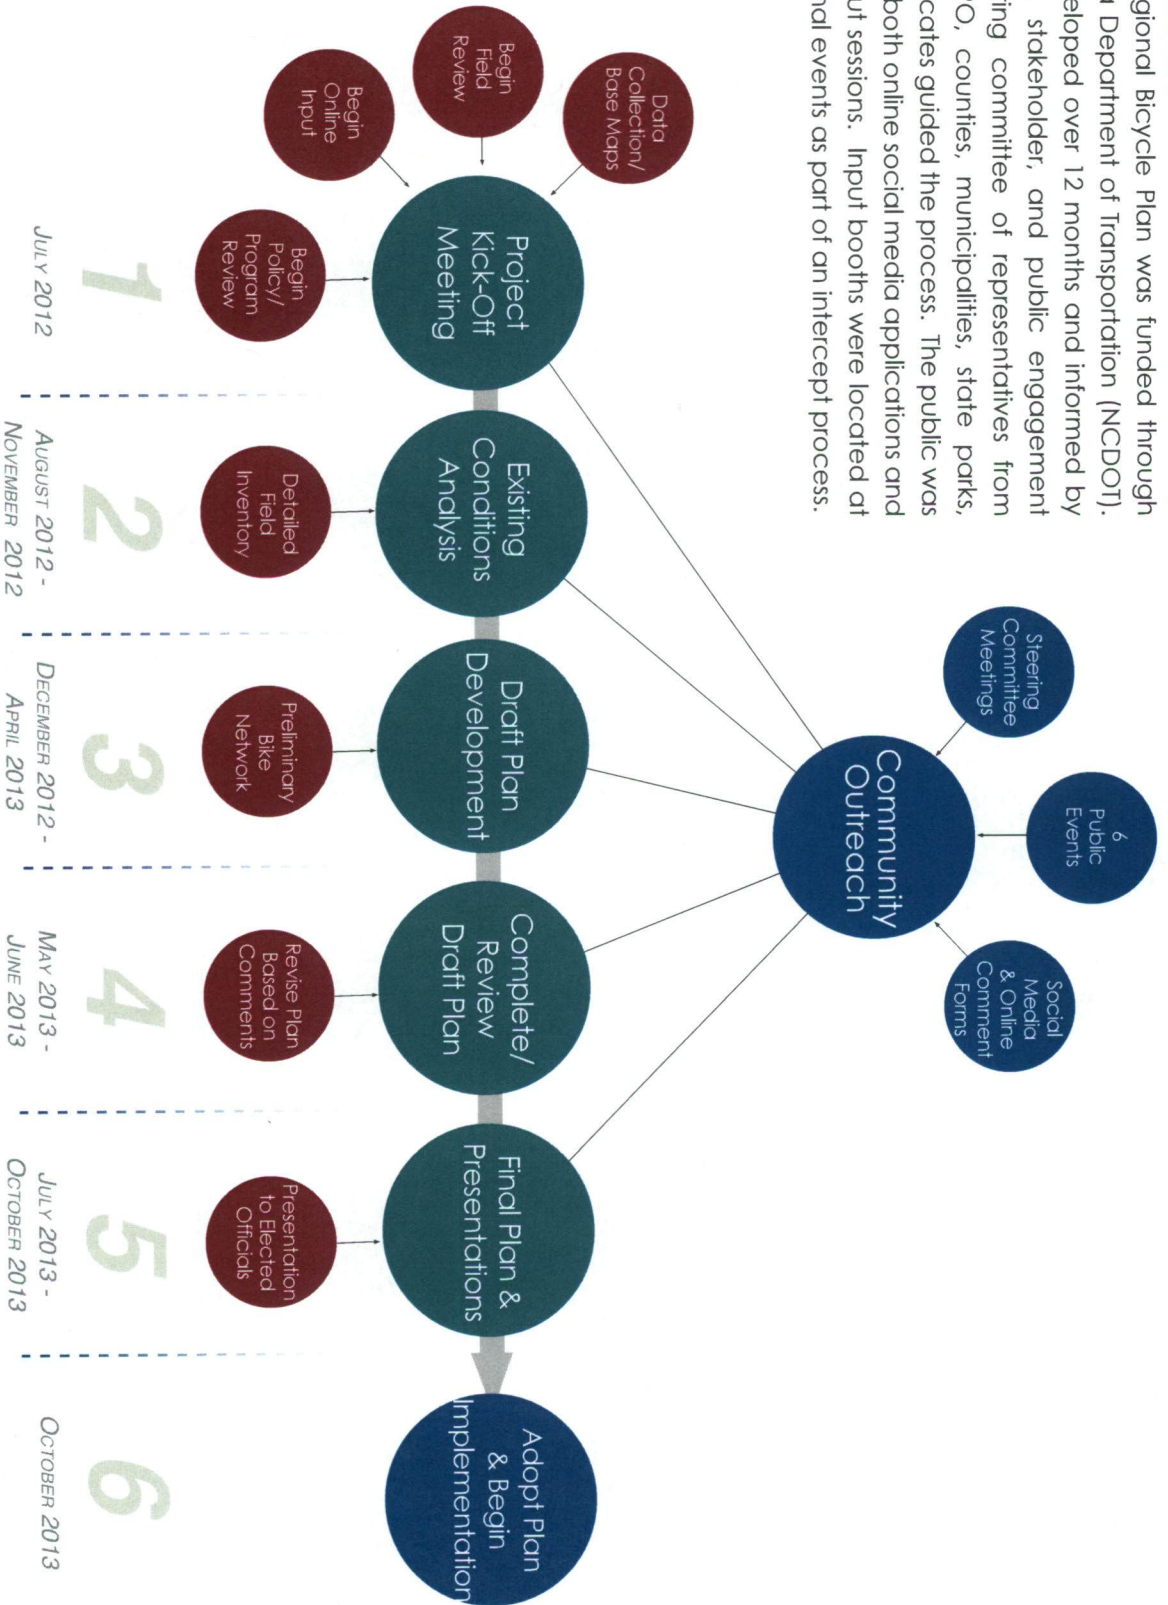 Regional Bicycle Plan was funded through
Department of Transportation (NCDOT).
over 12 months and informed by
stakeholder, and public engagement
committee of representatives from
counties, municipalities, state parks,
guided the process. The public was
both online social media applications and
sessions. Input booths were located at
events as part of an intercept process.
Steering
Committee
Meetings
6
Public
Events
Social
Media
& Online
Comment
Forms
Community
Outreach
Data
Collection/
Base Maps
Begin
Field
Review
Begin
Online
Input
Begin
Policy/
Program
Review
Project
Kick-Off
Meeting
Existing
Conditions
Analysis
Draft Plan
Development
Complete/
Review
Draft Plan
Final Plan &
Presentations
Adopt Plan
& Begin
Implementation
Detailed
Field
Inventory
Preliminary
Bike
Network
Revise Plan
Based on
Comments
Presentation
to Elected
Officials
1
2
3
4
5
6
JULY 2012
AUGUST 2012 -
NOVEMBER 2012
DECEMBER 2012 -
APRIL 2013
MAY 2013 -
JUNE 2013
JULY 2013 -
OCTOBER 2013
OCTOBER 2013